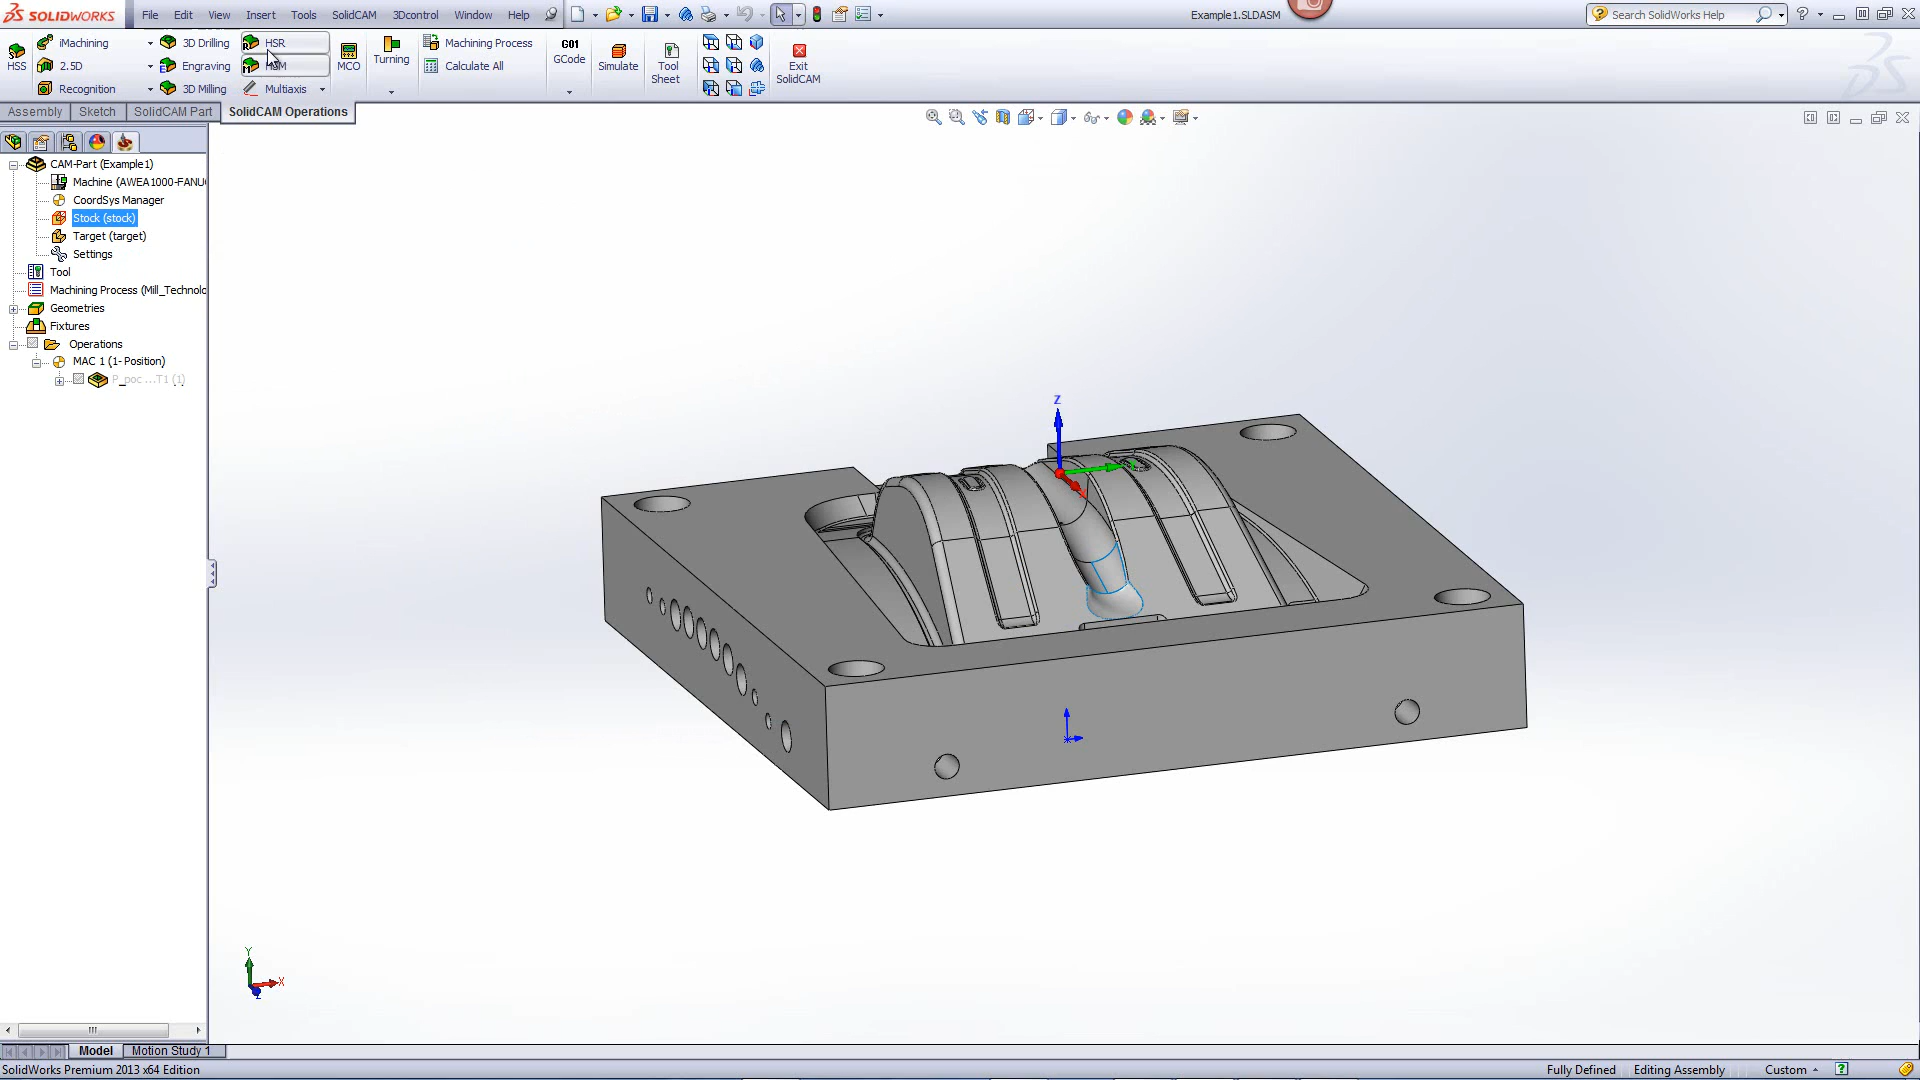 SOLIDWORKS File Edit View Insert Tools SolidCAM 3Dcontrol Window Help Example1.SLDASM Search SolidWorks Help
HSS iMachining 3D Drilling HSR MCO Turning Machining Process G01 GCode Simulate Tool Sheet Exit SolidCAM
2.5D Engraving Calculate All
Recognition 3D Milling Multiaxis
Assembly Sketch SolidCAM Part SolidCAM Operations
CAM-Part (Example1)
Machine (AWEA1000-FANU
CoordSys Manager
Stock (stock)
Target (target)
Settings
Tool
Machining Process (Mill_Technolo
Geometries
Fixtures
Operations
MAC 1 (1- Position)
P_poc ...T1 (1)
Z
Y
X
Z
Model Motion Study 1
SolidWorks Premium 2013 x64 Edition Fully Defined Editing Assembly Custom